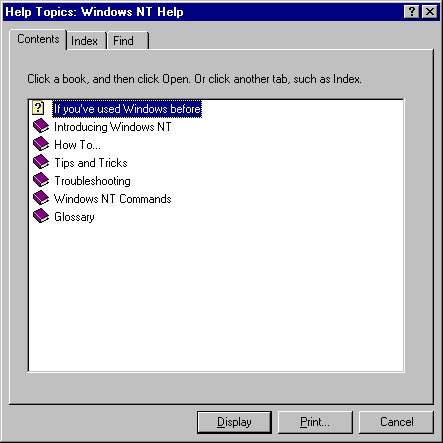 Help Topics: Windows NT Help
Contents Index Find
Click a book, and then click Open. Or click another tab, such as Index.
If you've used Windows before
Introducing Windows NT
How To...
Tips and Tricks
Troubleshooting
Windows NT Commands
Glossary
Display Print... Cancel